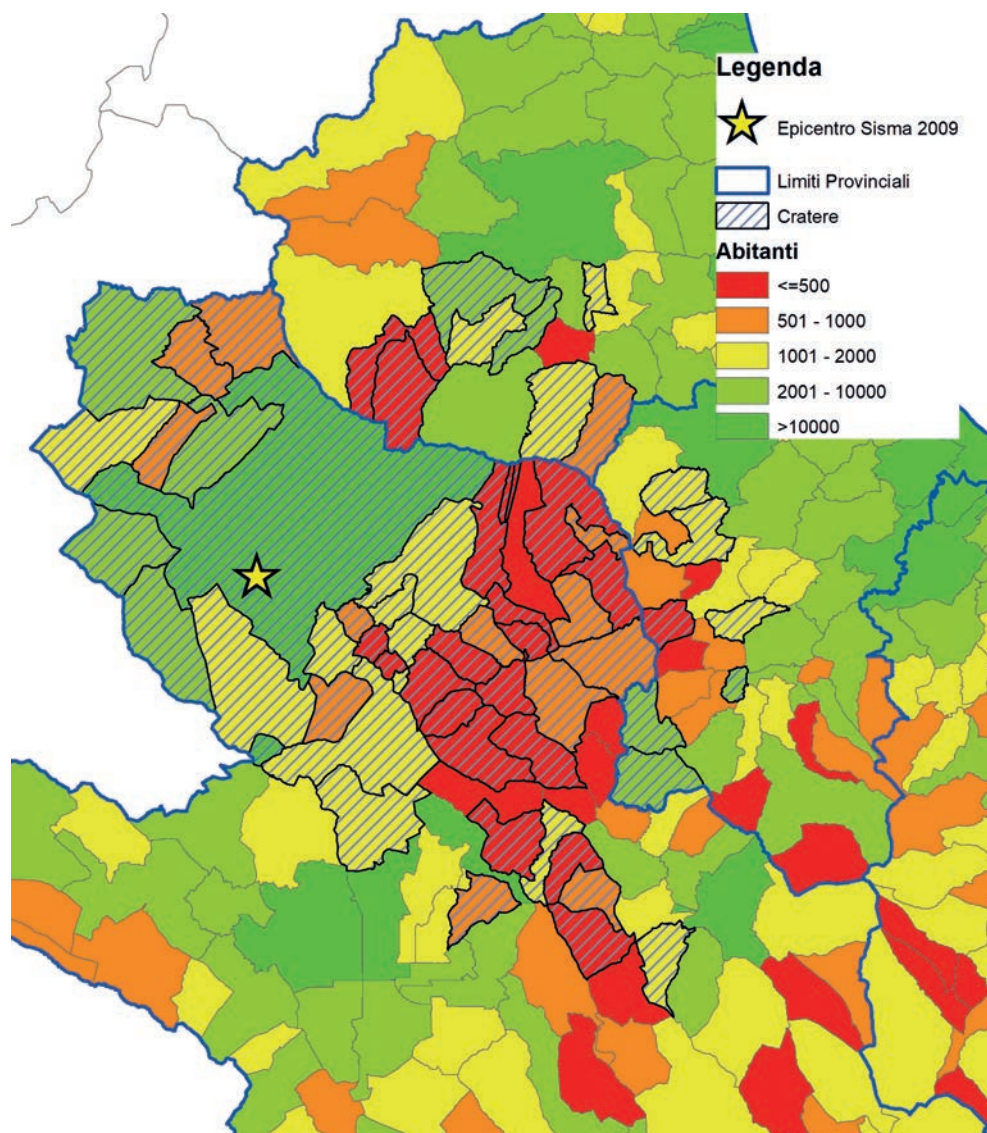 Legenda
Epicentro Sisma 2009
Limiti Provinciali
Cratere
Abitanti
<=500
501 - 1000
1001 - 2000
2001 - 10000
>10000